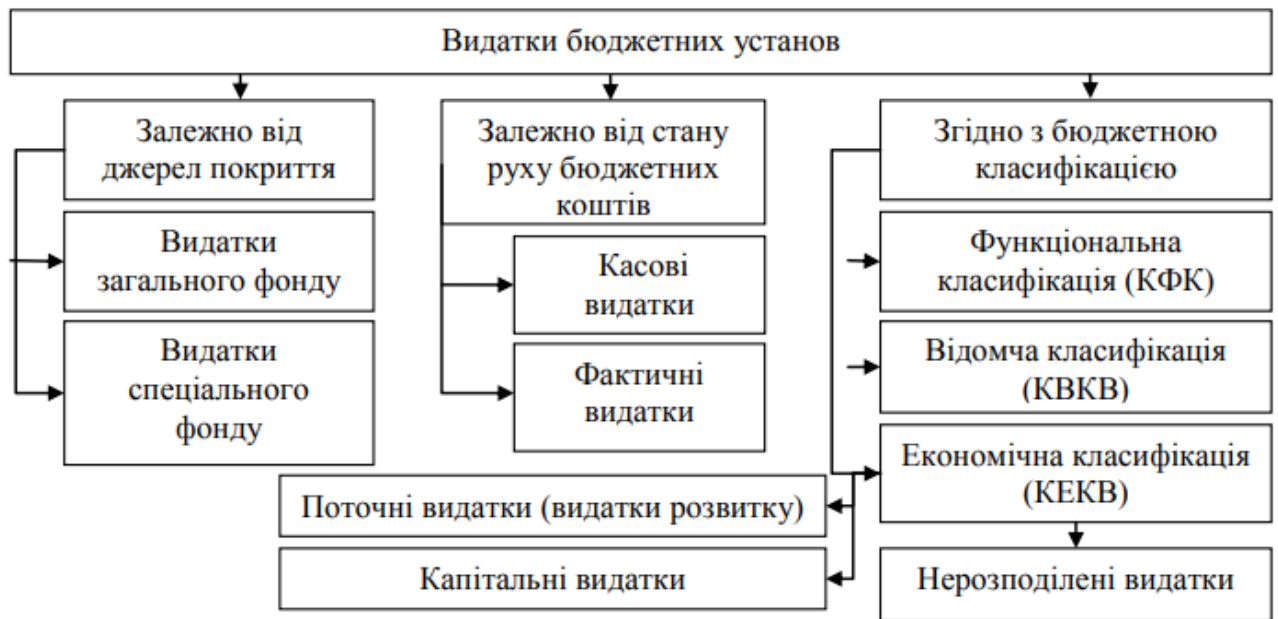 Видатки бюджетних установ
Залежно від
джерел покриття
Видатки
загального фонду
Видатки
спеціального
фонду
Залежно від стану
руху бюджетних
коштів
Касові
видатки
Фактичні
видатки
Згідно з бюджетною
класифікацією
Функціональна
класифікація (КФК)
Відомча класифікація
(КВКВ)
Економічна класифікація
(КЕКВ)
Поточні видатки (видатки розвитку)
Капітальні видатки
Нерозподілені видатки